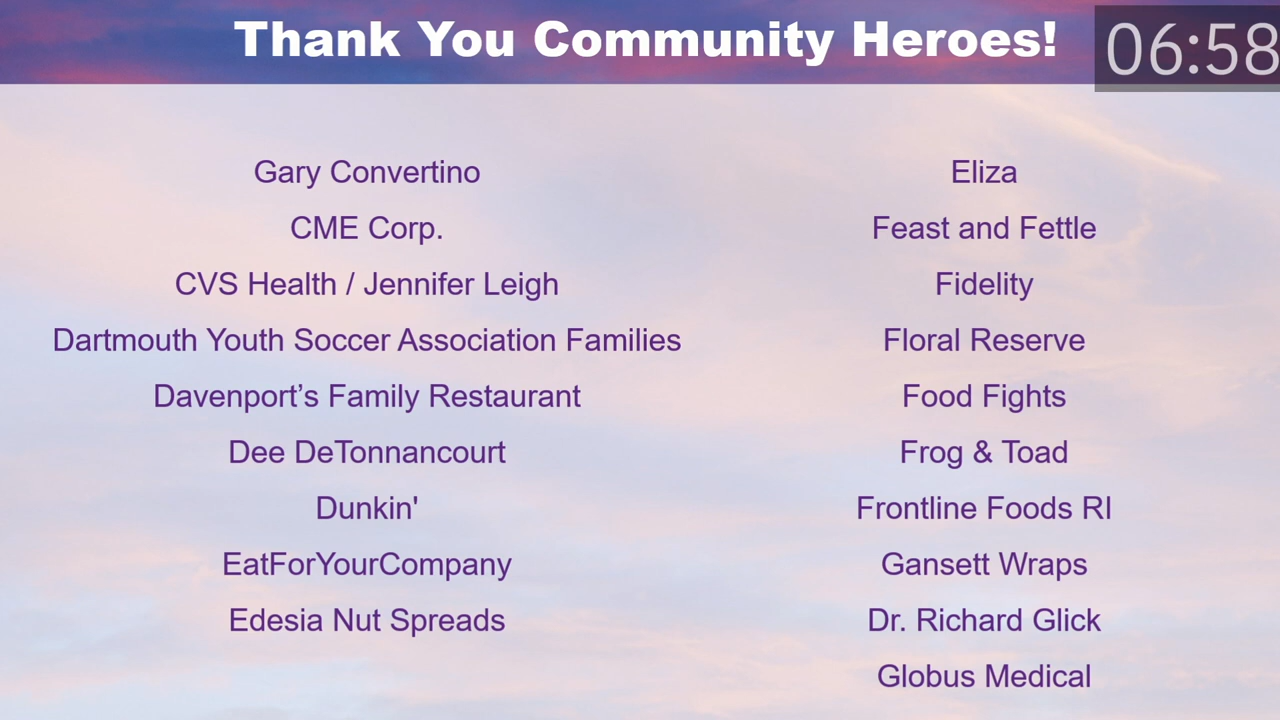 Thank You Community Heroes!
06:58
Gary Convertino
CME Corp.
CVS Health / Jennifer Leigh
Dartmouth Youth Soccer Association Families
Davenport’s Family Restaurant
Dee DeTonnancourt
Dunkin'
EatForYourCompany
Edesia Nut Spreads
Eliza
Feast and Fettle
Fidelity
Floral Reserve
Food Fights
Frog & Toad
Frontline Foods RI
Gansett Wraps
Dr. Richard Glick
Globus Medical